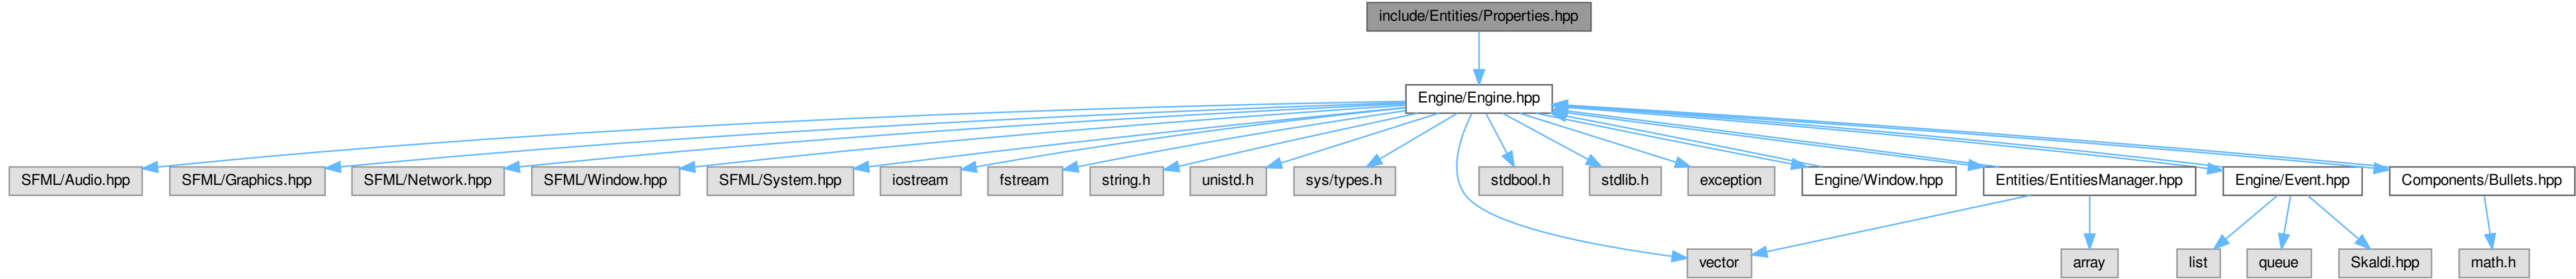 include/Entities/Properties.hpp
Engine/Engine.hpp
SFML/Audio.hpp
SFML/Graphics.hpp
SFML/Network.hpp
SFML/Window.hpp
SFML/System.hpp
iostream
fstream
string.h
unistd.h
sys/types.h
stdbool.h
stdlib.h
exception
Engine/Window.hpp
Entities/EntitiesManager.hpp
Engine/Event.hpp
Components/Bullets.hpp
vector
array
list
queue
Skaldi.hpp
math.h